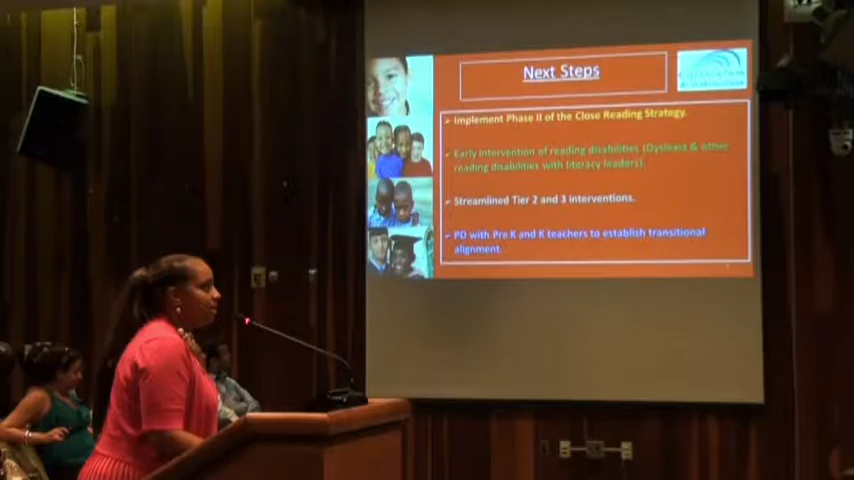 Next Steps
➢ Implement Phase II of the Close Reading Strategy.
➢ Early intervention of reading disabilities (Dyslexia & other
reading disabilities with literacy leaders).
➢ Streamlined Tier 2 and 3 interventions.
➢ PD with Pre K and K teachers to establish transitional
alignment.